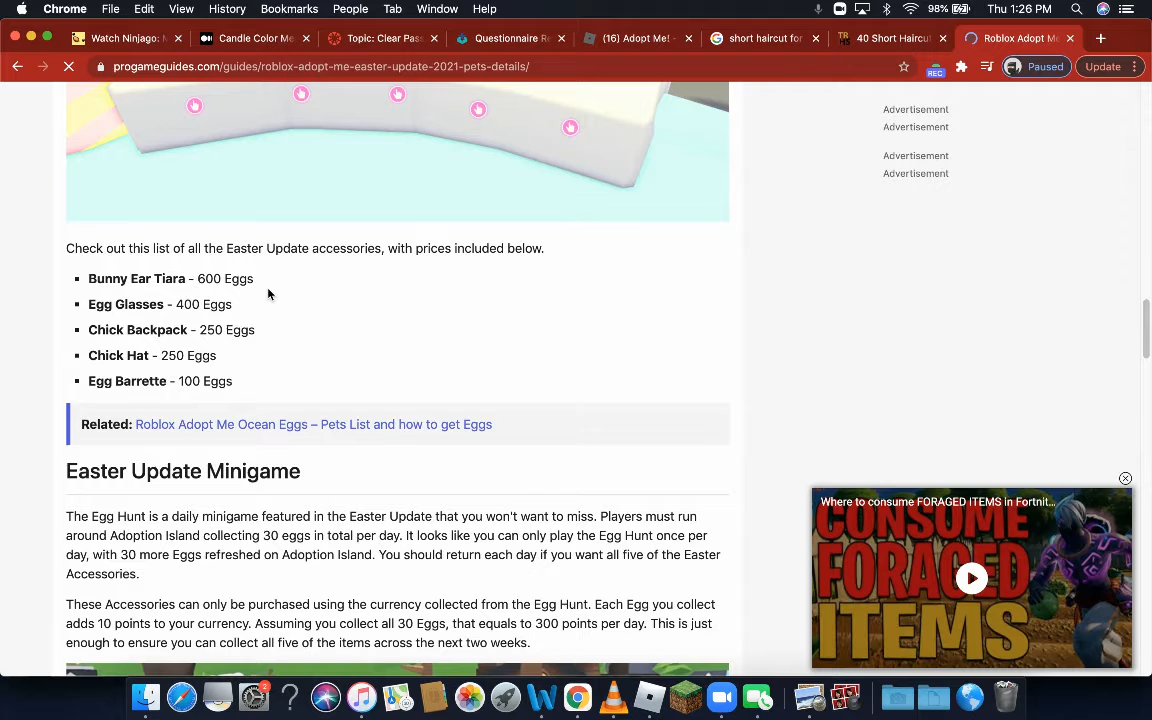 Chrome File Edit View History Bookmarks People Tab Window Help 98% Thu 1:26 PM
Watch Ninjago: M Candle Color Me Topic: Clear Pas Questionnaire Re (16) Adopt Me! - short haircut for 40 Short Haircut Roblox Adopt Me
progameguides.com/guides/roblox-adopt-me-easter-update-2021-pets-details/ REC Paused Update
Advertisement
Advertisement
Advertisement
Advertisement
Check out this list of all the Easter Update accessories, with prices included below.
▪ Bunny Ear Tiara - 600 Eggs
▪ Egg Glasses - 400 Eggs
▪ Chick Backpack - 250 Eggs
▪ Chick Hat - 250 Eggs
▪ Egg Barrette - 100 Eggs
Related: Roblox Adopt Me Ocean Eggs – Pets List and how to get Eggs
Easter Update Minigame
The Egg Hunt is a daily minigame featured in the Easter Update that you won't want to miss. Players must run
around Adoption Island collecting 30 eggs in total per day. It looks like you can only play the Egg Hunt once per
day, with 30 more Eggs refreshed on Adoption Island. You should return each day if you want all five of the Easter
Accessories.
These Accessories can only be purchased using the currency collected from the Egg Hunt. Each Egg you collect
adds 10 points to your currency. Assuming you collect all 30 Eggs, that equals to 300 points per day. This is just
enough to ensure you can collect all five of the items across the next two weeks.
Where to consume FORAGED ITEMS in Fortnit...
CONSUME
FORAGED
ITEMS
2